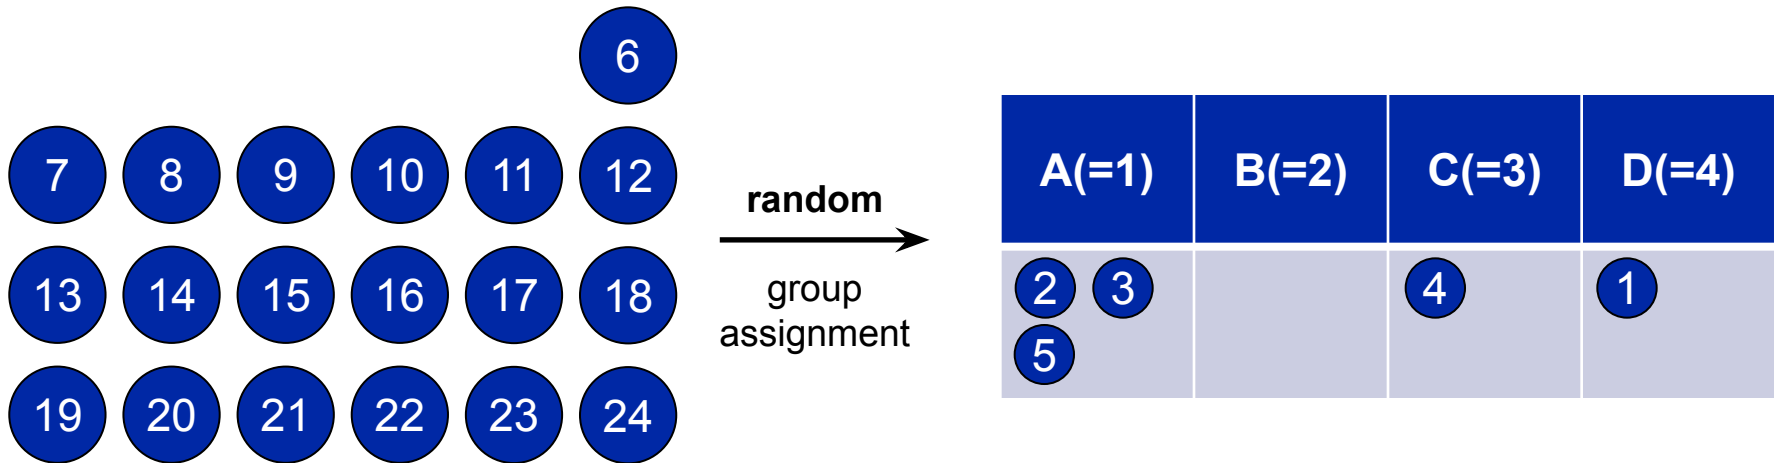 6
7 8 9 10 11 12
13 14 15 16 17 18
19 20 21 22 23 24
random
group
assignment
A(=1) B(=2) C(=3) D(=4)
2 3 4 1
5